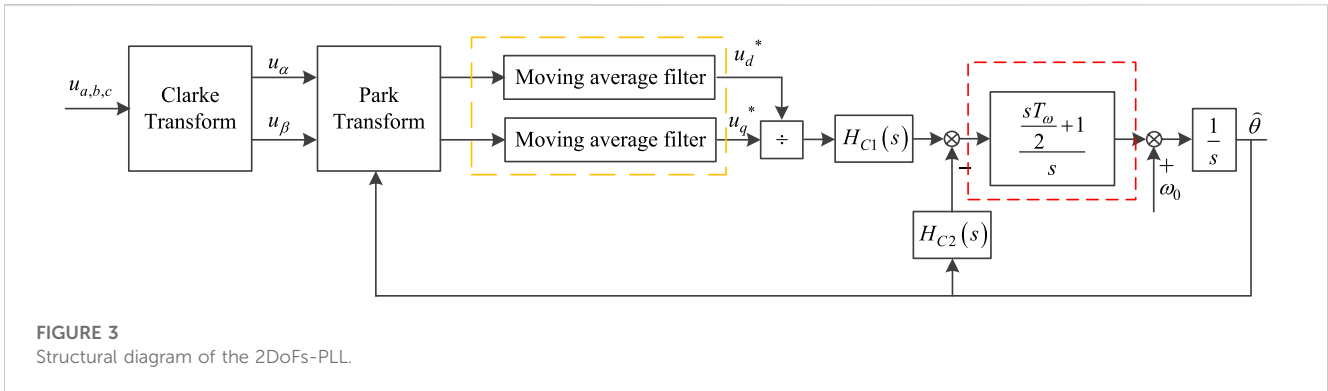 u_{a,b,c}
Clarke
Transform
u_α
u_β
Park
Transform
Moving average filter
Moving average filter
u_d^*
u_q^*
÷
H_{C1}(s)
−
H_{C2}(s)
sT_ω
2
+1
s
+
ω_0
1
s
θ̂
FIGURE 3
Structural diagram of the 2DoFs-PLL.